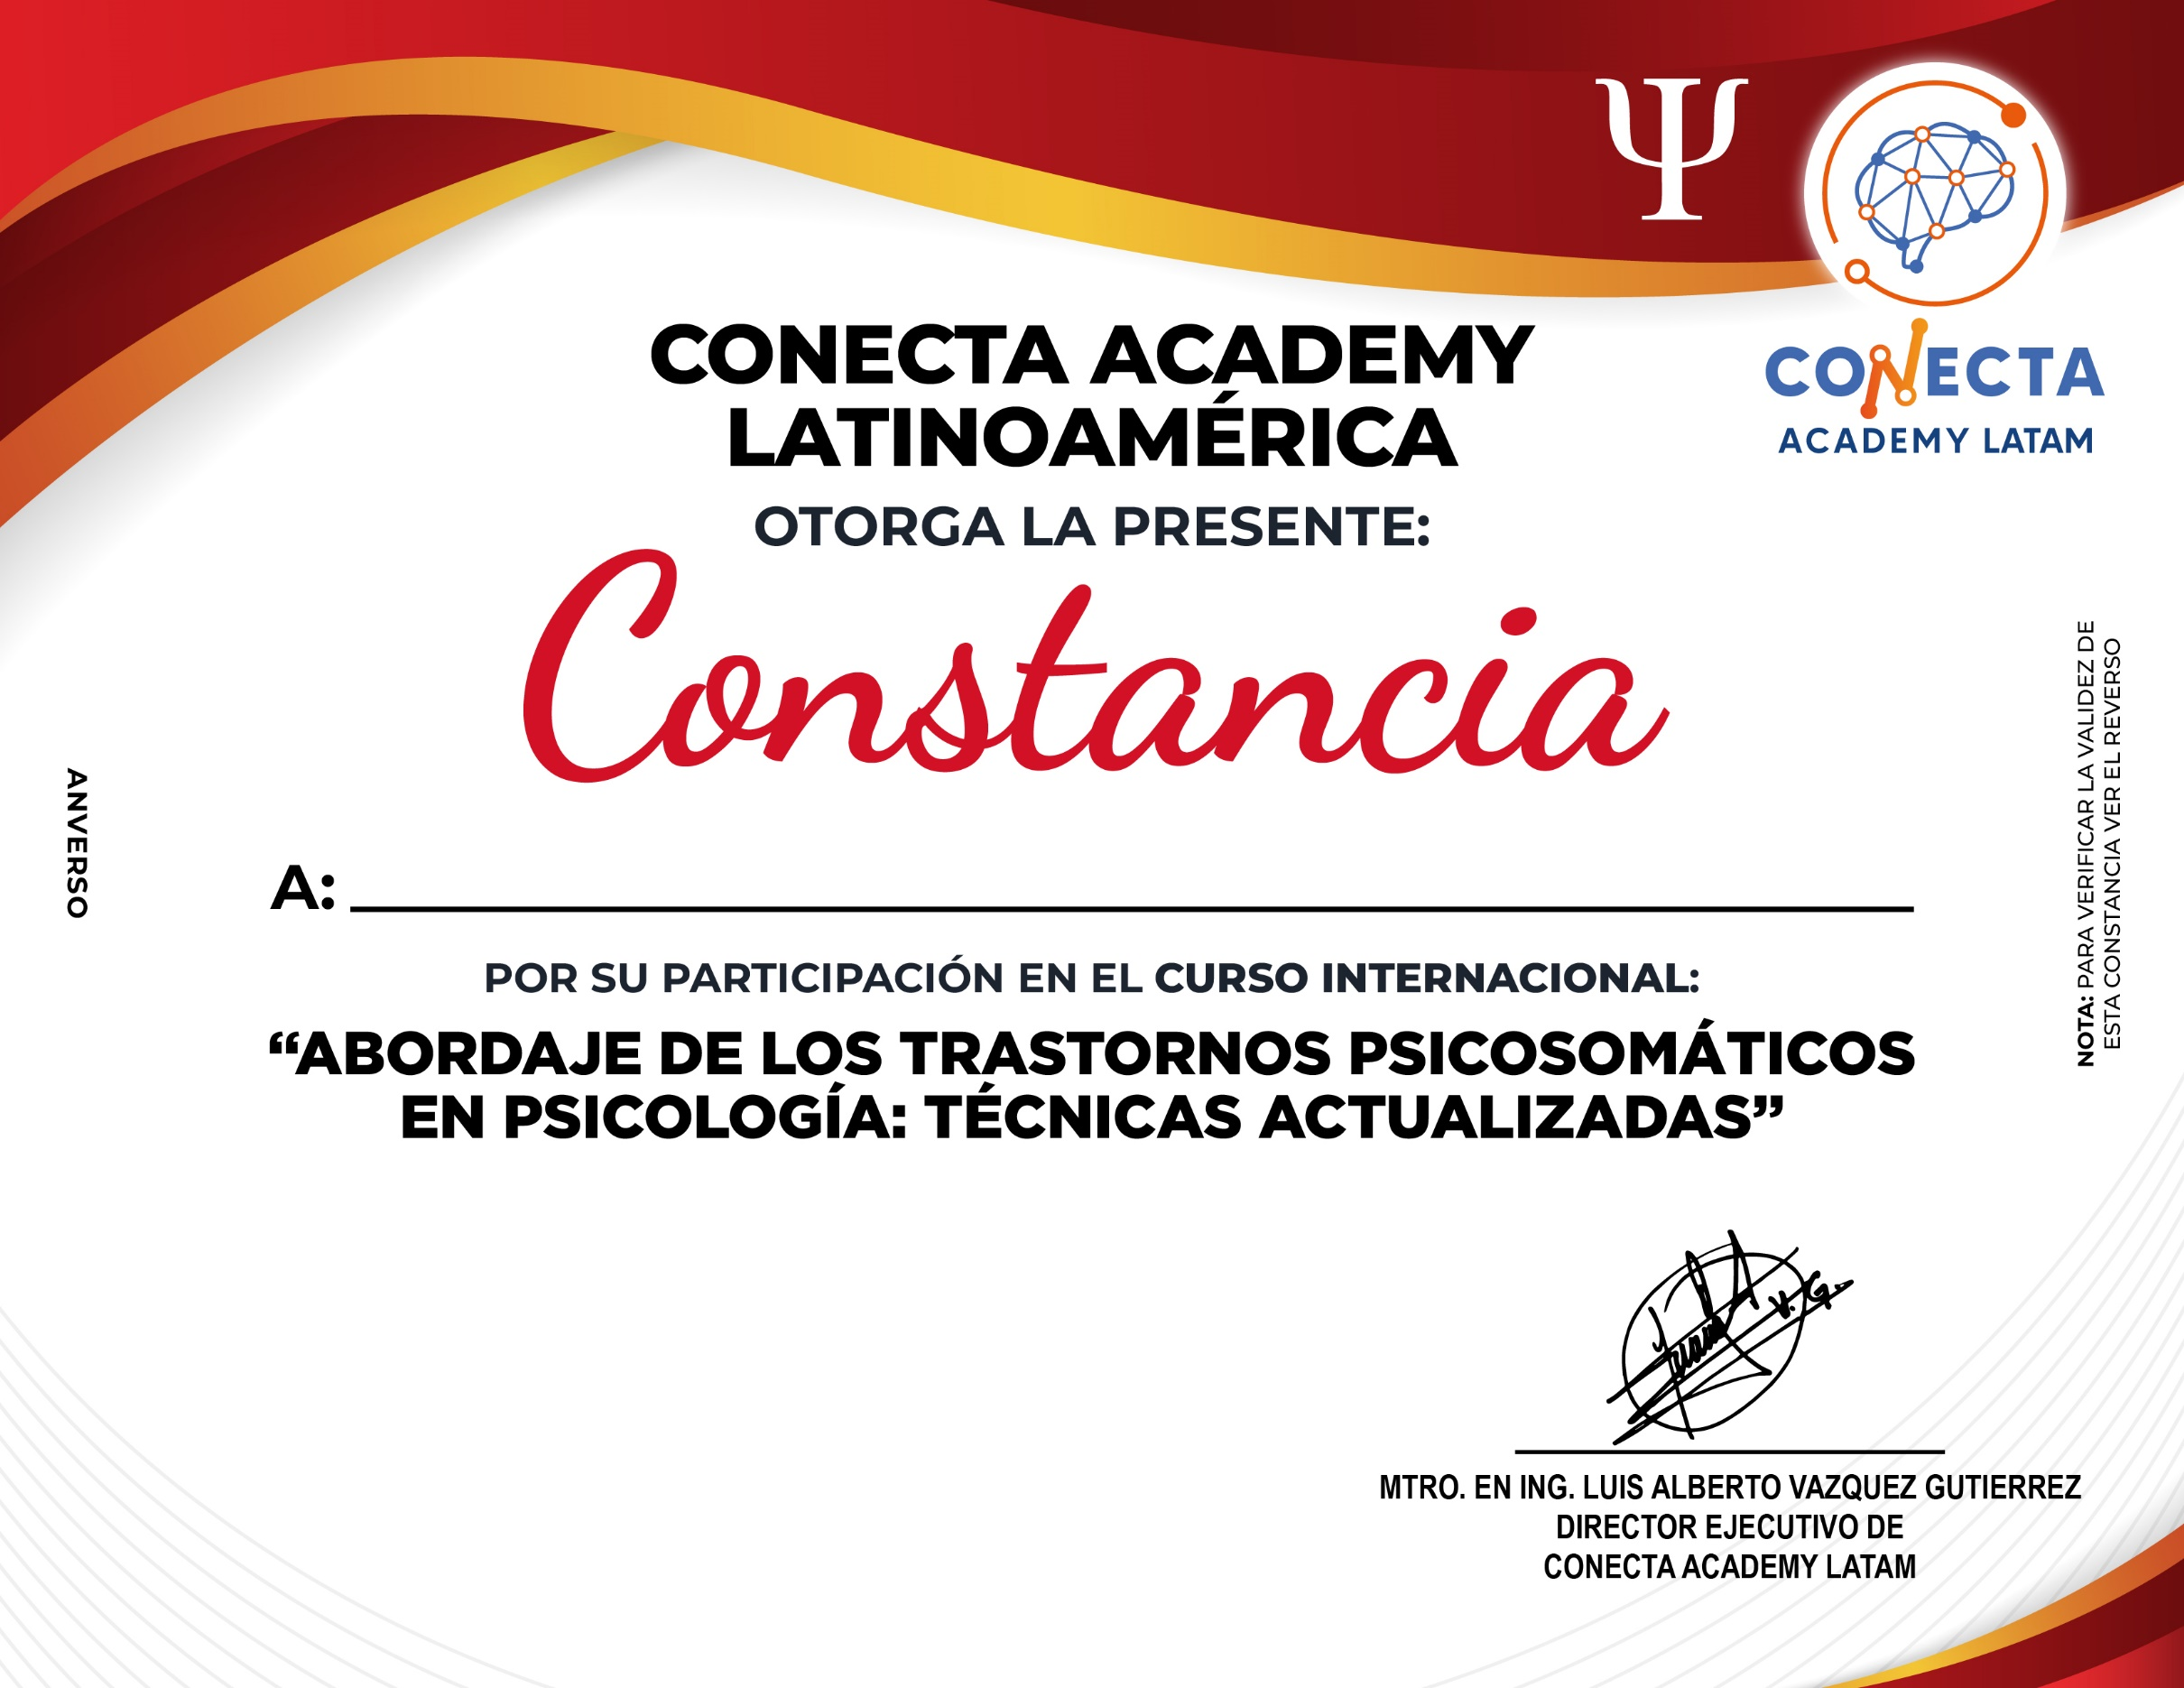 Ψ
CONECTA
ACADEMY LATAM
CONECTA ACADEMY
LATINOAMÉRICA
OTORGA LA PRESENTE:
Constancia
A:
POR SU PARTICIPACIÓN EN EL CURSO INTERNACIONAL:
“ABORDAJE DE LOS TRASTORNOS PSICOSOMÁTICOS
EN PSICOLOGÍA: TÉCNICAS ACTUALIZADAS”
ANVERSO
NOTA: PARA VERIFICAR LA VALIDEZ DE
ESTA CONSTANCIA VER EL REVERSO
V. G.
MTRO. EN ING. LUIS ALBERTO VAZQUEZ GUTIERREZ
DIRECTOR EJECUTIVO DE
CONECTA ACADEMY LATAM